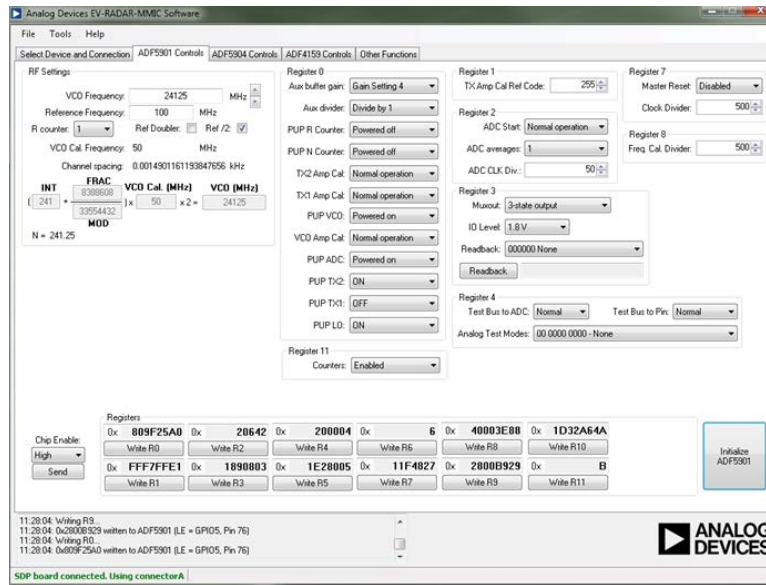 Analog Devices EV-RADAR-MMIC Software
File Tools Help
Select Device and Connection ADF5901 Controls ADF5904 Controls ADF4159 Controls Other Functions
RF Settings
VCO Frequency: 24125 MHz
Reference Frequency: 100 MHz
R counter: 1 Ref Doubler: Ref /2:
VCO Cal. Frequency: 50 MHz
Channel spacing: 0.0014901161193847656 kHz
INT FRAC VCO Cal. (MHz) VCO (MHz)
( 241 + 8388608 ) x 50 x 2 = 24125
33554432
MOD
N = 241.25
Register 0
Aux buffer gain: Gain Setting 4
Aux divider: Divide by 1
PUP R Counter: Powered off
PUP N Counter: Powered off
TX2 Amp Cal: Normal operation
TX1 Amp Cal: Normal operation
PUP VCO: Powered on
VCO Amp Cal: Normal operation
PUP ADC: Powered on
PUP TX2: ON
PUP TX1: OFF
PUP LO: ON
Register 11
Counters: Enabled
Register 1
TX Amp Cal Ref Code: 255
Register 2
ADC Start: Normal operation
ADC averages: 1
ADC CLK Div.: 50
Register 3
Muxout: 3-state output
IO Level: 1.8 V
Readback: 000000 None
Readback
Register 4
Test Bus to ADC: Normal Test Bus to Pin: Normal
Analog Test Modes: 00 0000 0000 - None
Register 7
Master Reset: Disabled
Clock Divider: 500
Register 8
Freq. Cal. Divider: 500
Chip Enable:
High
Send
Registers
0x 809F25A0 0x 20642 0x 200004 0x 6 0x 40003E88 0x 1D32A64A
Write R0 Write R2 Write R4 Write R6 Write R8 Write R10
0x FFF7FFE1 0x 1890803 0x 1E28005 0x 11F4827 0x 2800B929 0x B
Write R1 Write R3 Write R5 Write R7 Write R9 Write R11
Initialize
ADF5901
11:28:04: Writing R9...
11:28:04: 0x2800B929 written to ADF5901 (LE = GPIO5, Pin 76)
11:28:04: Writing R0...
11:28:04: 0x809F25A0 written to ADF5901 (LE = GPIO5, Pin 76)
ANALOG
DEVICES
SDP board connected. Using connectorA